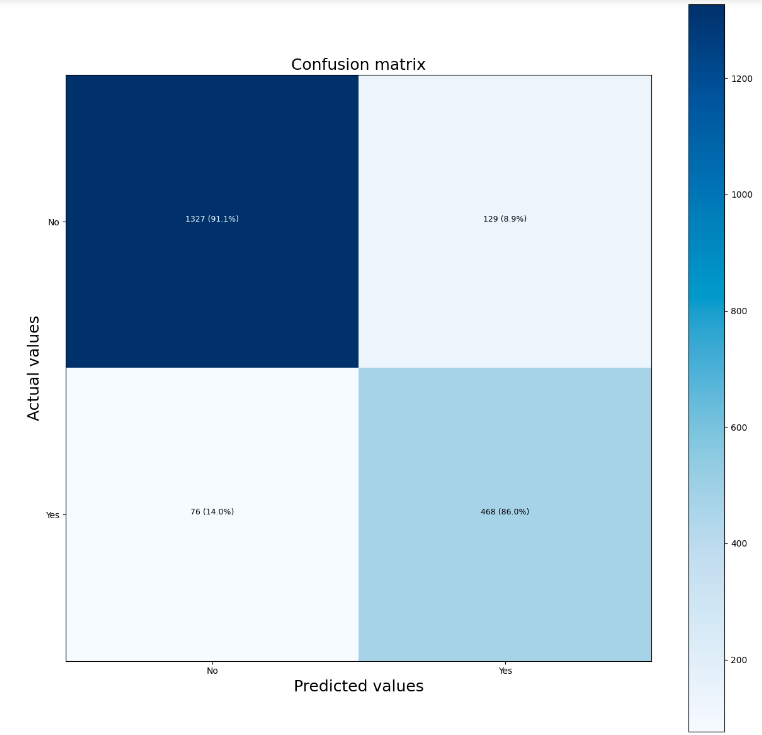 Confusion matrix
1200
1000
800
600
400
200
Actual values
No
1327 (91.1%)
129 (8.9%)
Yes
76 (14.0%)
468 (86.0%)
No
Yes
Predicted values